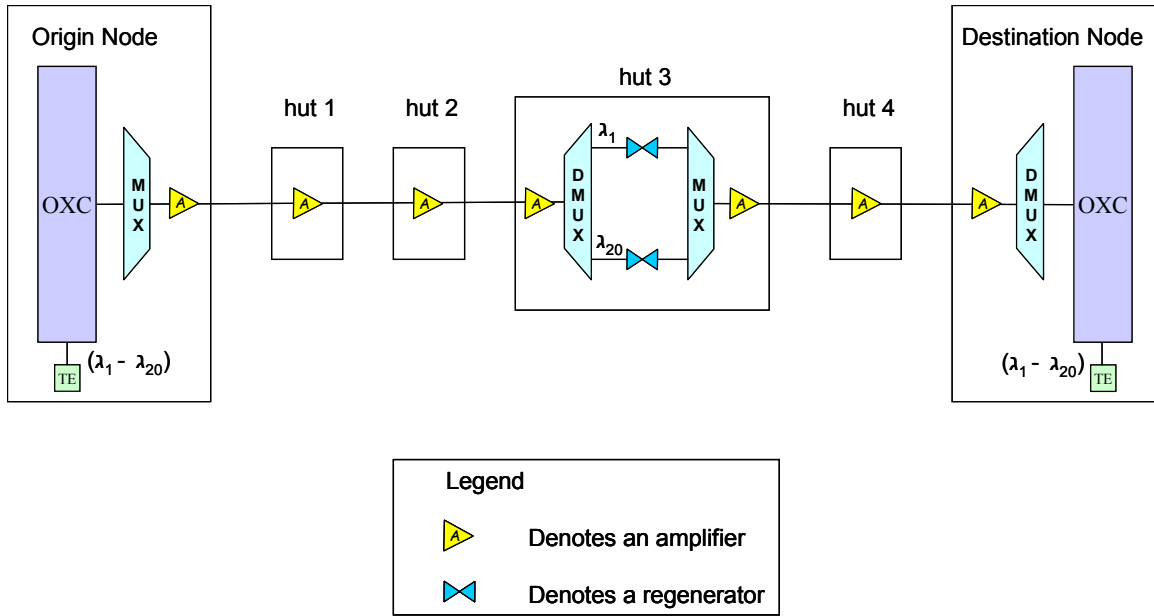 Origin Node
Destination Node
hut 1
hut 2
hut 3
hut 4
OXC
MUX
A
A
A
A
DMUX
λ1
λ20
MUX
A
A
A
DMUX
OXC
(λ1 - λ20)
TE
(λ1 - λ20)
TE
Legend
A
Denotes an amplifier
Denotes a regenerator